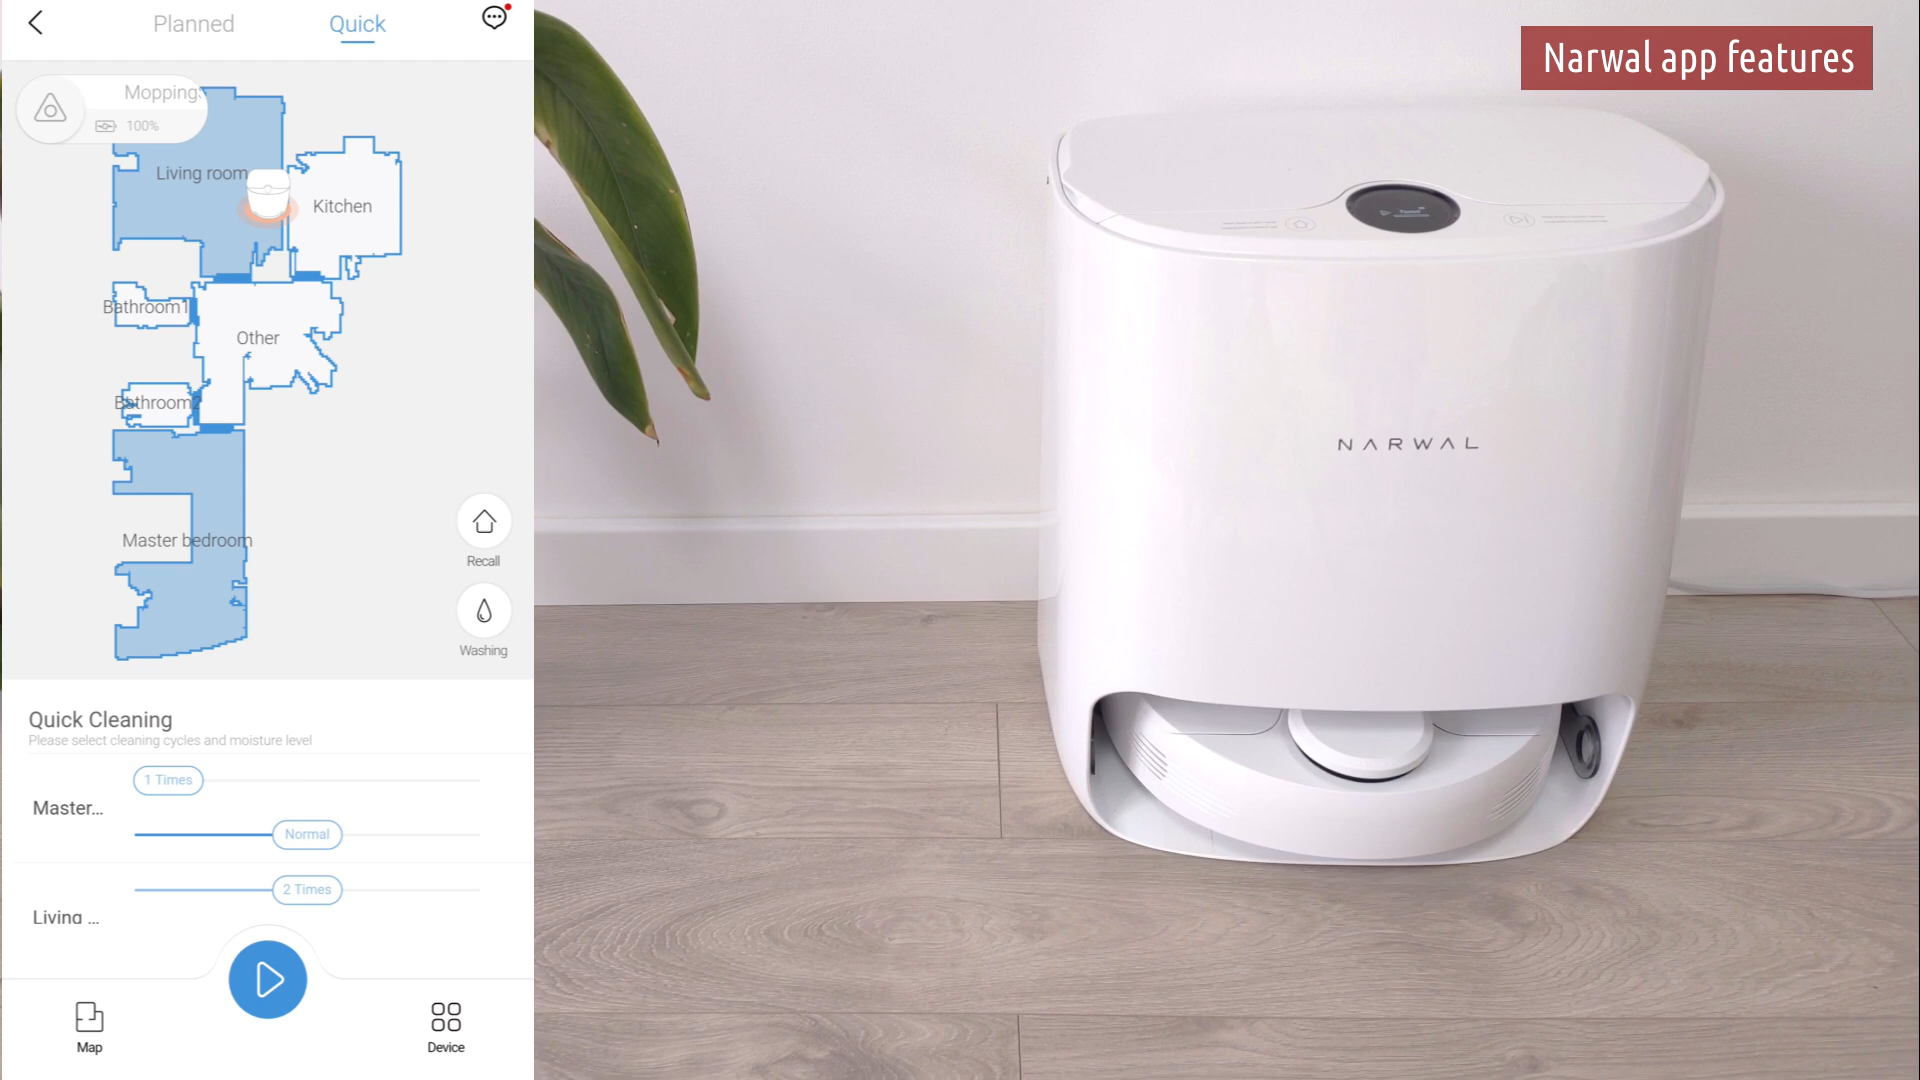 Planned
Quick
Narwal app features
Mopping
100%
Living room
Kitchen
Bathroom1
Other
Bathroom2
Master bedroom
Recall
Washing
NARWAL
Quick Cleaning
Please select cleaning cycles and moisture level
1 Times
Master...
Normal
2 Times
Living ...
Map
Device